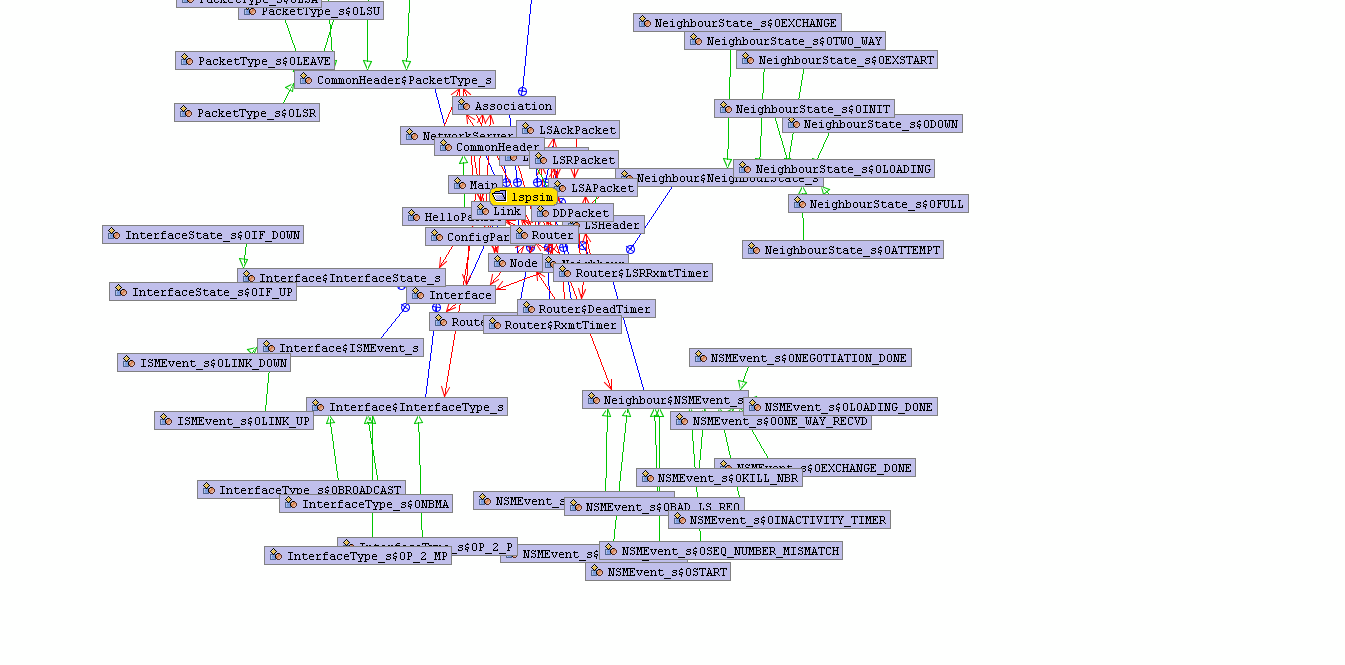 PacketType_s$0LSU
NeighbourState_s$0EXCHANGE
NeighbourState_s$0TWO_WAY
PacketType_s$0LEAVE
NeighbourState_s$0EXSTART
CommonHeader$PacketType_s
Association
NeighbourState_s$0INIT
PacketType_s$0LSR
NeighbourState_s$0DOWN
LSAckPacket
NetworkServer
CommonHeader
LSRPacket
NeighbourState_s$0LOADING
Neighbour$NeighbourState_s
Main
LSAPacket
lspsim
NeighbourState_s$0FULL
Link
DDPacket
LSHeader
InterfaceState_s$0IF_DOWN
Router
NeighbourState_s$0ATTEMPT
Node
Router$LSRRxmtTimer
Interface$InterfaceState_s
InterfaceState_s$0IF_UP
Interface
Router$DeadTimer
Router$RxmtTimer
Interface$ISMEvent_s
NSMEvent_s$0NEGOTIATION_DONE
ISMEvent_s$0LINK_DOWN
Neighbour$NSMEvent_s
Interface$InterfaceType_s
NSMEvent_s$0LOADING_DONE
ISMEvent_s$0LINK_UP
NSMEvent_s$0ONE_WAY_RECVD
NSMEvent_s$0EXCHANGE_DONE
NSMEvent_s$0KILL_NBR
InterfaceType_s$0BROADCAST
InterfaceType_s$0NBMA
NSMEvent_s
NSMEvent_s$0BAD_LS_REQ
NSMEvent_s$0INACTIVITY_TIMER
InterfaceType_s$0P_2_P
InterfaceType_s$0P_2_MP
NSMEvent_s$
NSMEvent_s$0SEQ_NUMBER_MISMATCH
NSMEvent_s$0START